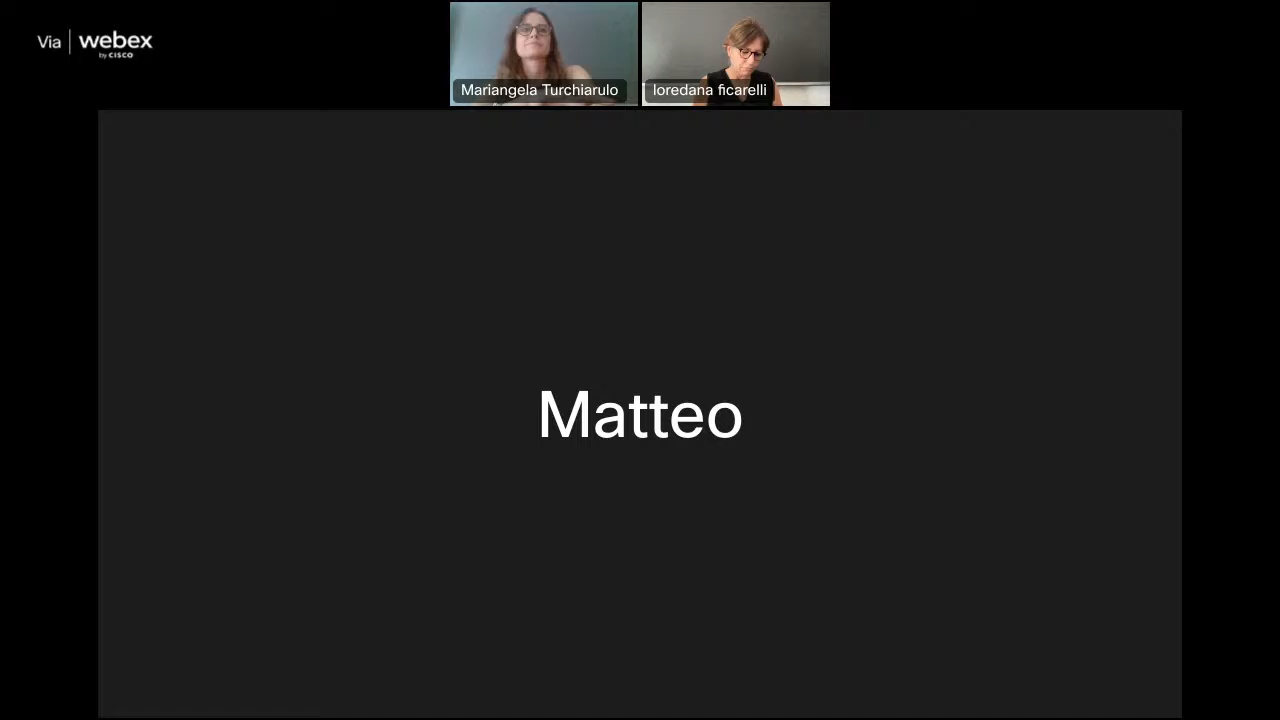 Via webex
by CISCO
Mariangela Turchiarulo
loredana ficarelli
Matteo